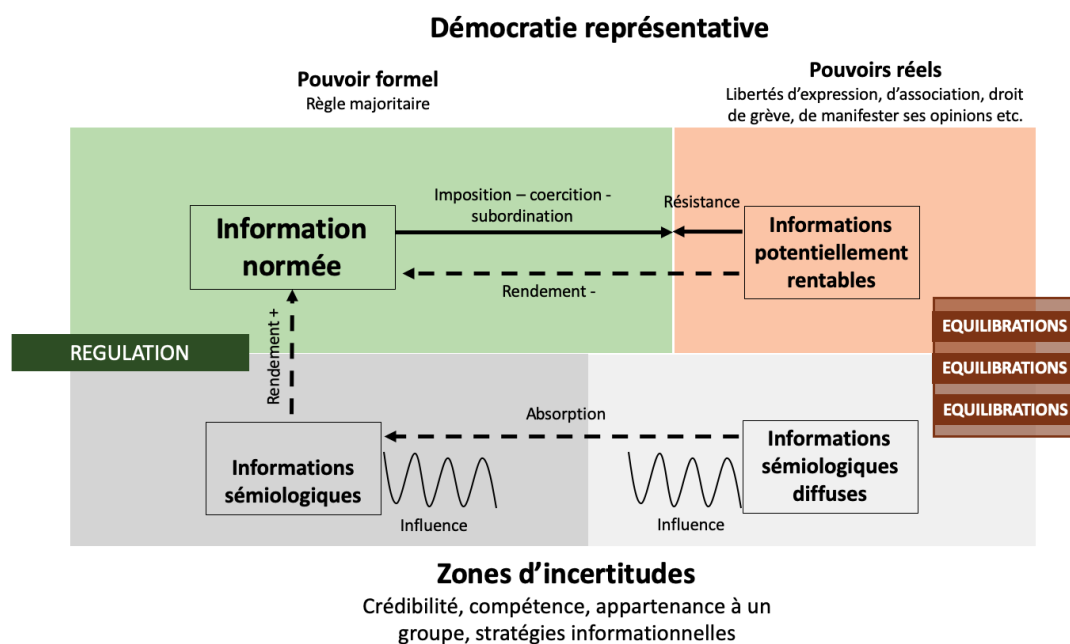 Démocratie représentative
Pouvoir formel
Règle majoritaire
Pouvoirs réels
Libertés d'expression, d'association, droit
de grève, de manifester ses opinions etc.
Imposition – coercition -
subordination
Résistance
Information
normée
Informations
potentiellement
rentables
Rendement -
Rendement +
REGULATION
EQUILIBRATIONS
EQUILIBRATIONS
EQUILIBRATIONS
Absorption
Informations
sémiologiques
Informations
sémiologiques
diffuses
Influence
Influence
Zones d'incertitudes
Crédibilité, compétence, appartenance à un
groupe, stratégies informationnelles